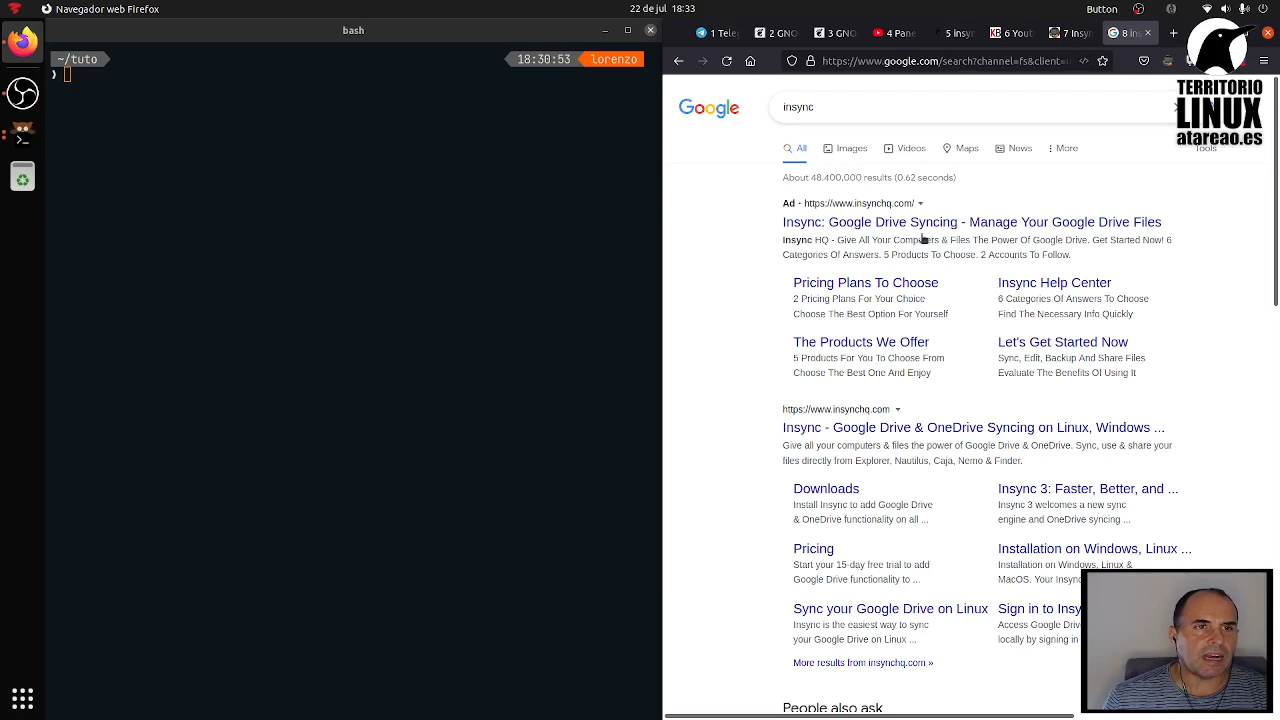 Navegador web Firefox
22 de jul 18:33
Button
bash
~/tuto
18:30:53 lorenzo
❯
5 GNO
4 Pas
5 ins
7 insyn
8 ins
https://www.google.com/search?channel=fs&
TERRITORIO
LINUX
atareao.es
Google
insync
All
Images
Videos
Maps
News
More
Tools
About 48.400,000 results (0.62 seconds)
Ad · https://www.insynchq.com/
Insync: Google Drive Syncing - Manage Your Google Drive Files
Insync HQ - Give All Your Computers & Files The Power Of Google Drive. Get Started Now! 6
Categories Of Answers. 5 Products To Choose. 2 Accounts To Follow.
Pricing Plans To Choose
2 Pricing Plans For Your Choice
Choose The Best Option For Yourself
Insync Help Center
6 Categories Of Answers To Choose
Find The Necessary Info Quickly
The Products We Offer
5 Products For You To Choose From
Choose The Best One And Enjoy
Let's Get Started Now
Sync, Edit, Backup And Share Files
Evaluate The Benefits Of Using It
https://www.insynchq.com
Insync - Google Drive & OneDrive Syncing on Linux, Windows ...
Give all your computers & files the power of Google Drive & OneDrive. Sync, use & share your
files directly from Explorer, Nautilus, Caja, Nemo & Finder.
Downloads
Install Insync to add Google Drive
& OneDrive functionality on all ...
Insync 3: Faster, Better, and ...
Insync 3 welcomes a new sync
engine and OneDrive syncing ...
Pricing
Start your 15-day free trial to add
Google Drive functionality to ...
Installation on Windows, Linux ...
Installation on Windows, Linux &
MacOS. Your Insyn
Sync your Google Drive on Linux
Insync is the easiest way to sync
your Google Drive on Linux ...
Sign in to Insy
Access Google Drive
locally by signing in
More results from insynchq.com »
People also ask